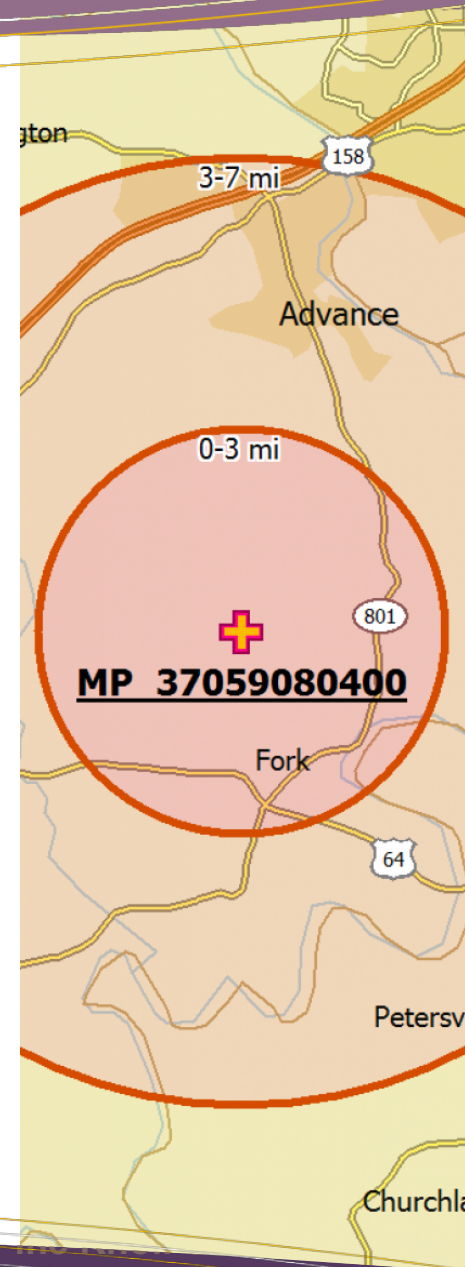 gton
158
3-7 mi
Advance
0-3 mi
801
MP 37059080400
Fork
64
Petersv
Churchla